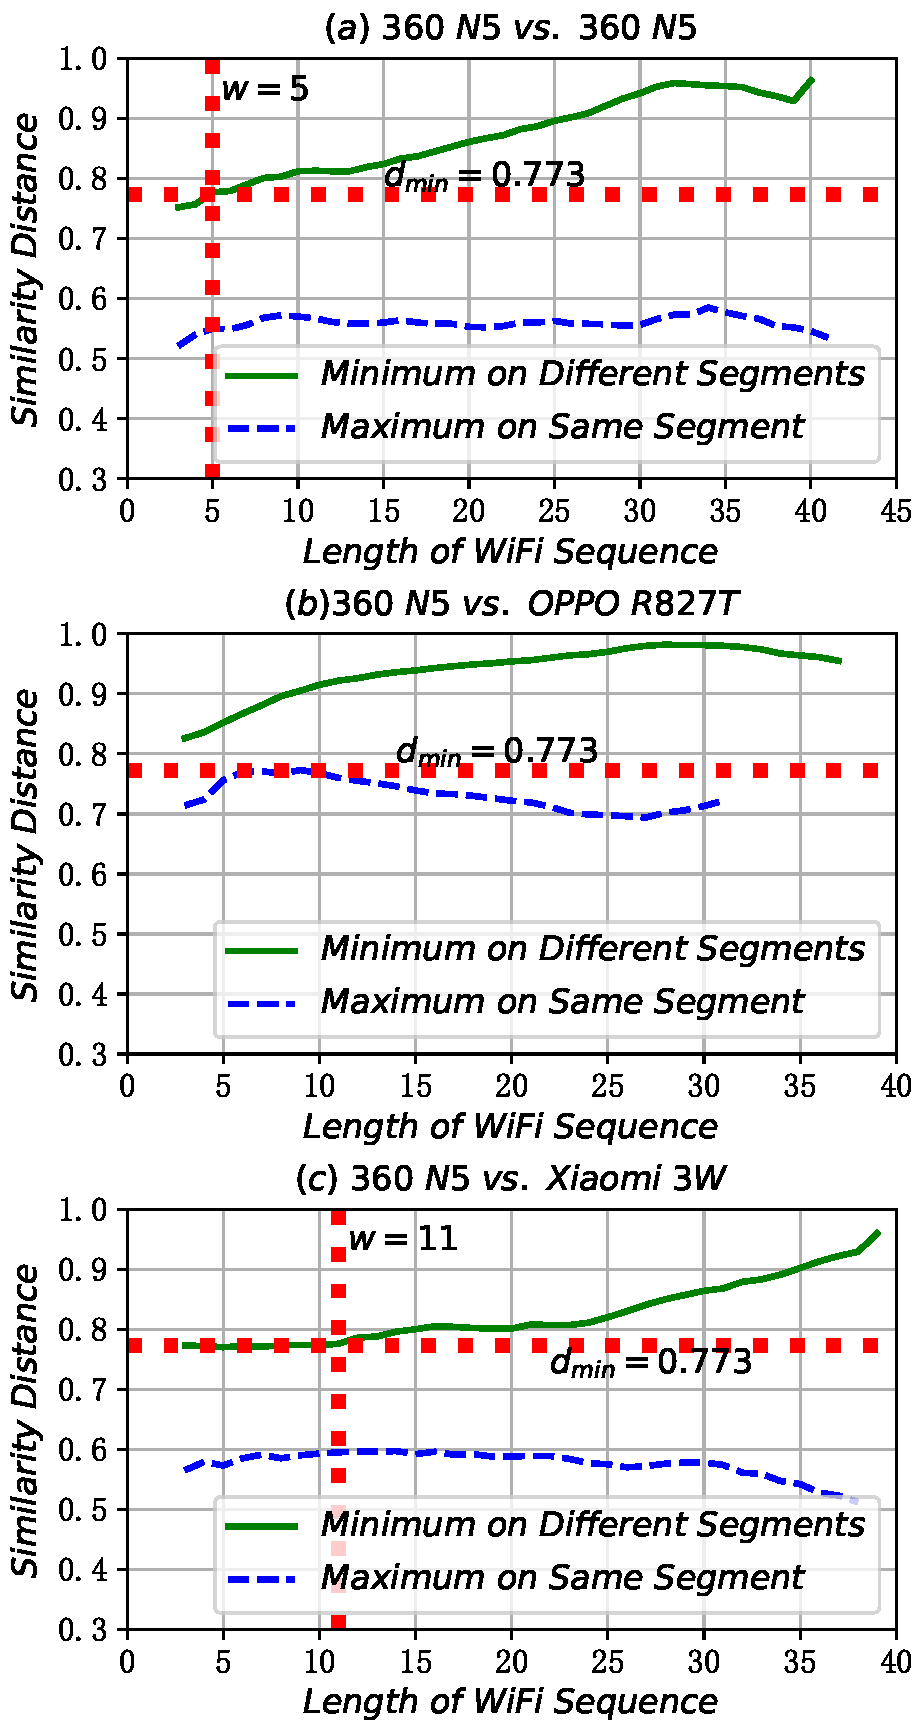 (a) 360 N5 vs. 360 N5
1.0
0.9
0.8
0.7
0.6
0.5
0.4
0.3
Similarity Distance
w = 5
d_min = 0.773
Minimum on Different Segments
Maximum on Same Segment
0 5 10 15 20 25 30 35 40 45
Length of WiFi Sequence
(b)360 N5 vs. OPPO R827T
1.0
0.9
0.8
0.7
0.6
0.5
0.4
0.3
Similarity Distance
d_min = 0.773
Minimum on Different Segments
Maximum on Same Segment
0 5 10 15 20 25 30 35 40
Length of WiFi Sequence
(c) 360 N5 vs. Xiaomi 3W
1.0
0.9
0.8
0.7
0.6
0.5
0.4
0.3
Similarity Distance
w = 11
d_min = 0.773
Minimum on Different Segments
Maximum on Same Segment
0 5 10 15 20 25 30 35 40
Length of WiFi Sequence